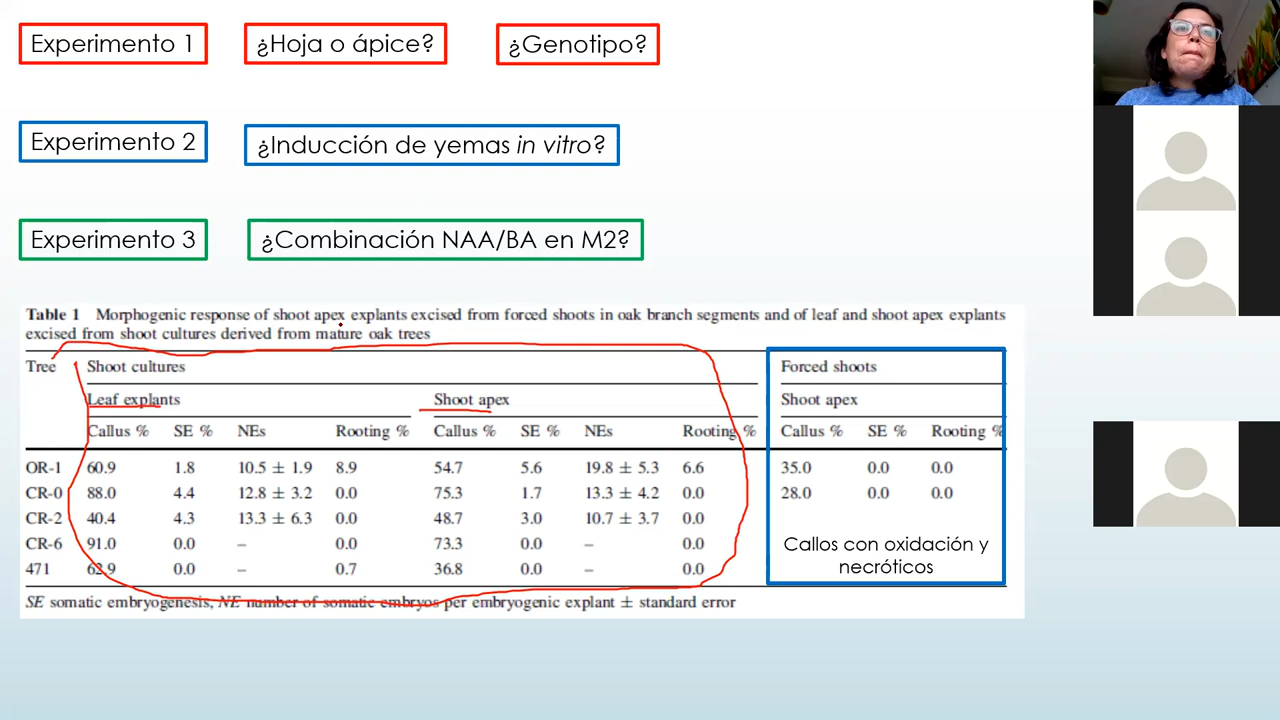 Experimento 1 ¿Hoja o ápice? ¿Genotipo?
Experimento 2 ¿Inducción de yemas in vitro?
Experimento 3 ¿Combinación NAA/BA en M2?
Table 1 Morphogenic response of shoot apex explants excised from forced shoots in oak branch segments and of leaf and shoot apex explants
excised from shoot cultures derived from mature oak trees
Tree Shoot cultures Forced shoots
Leaf explants Shoot apex Shoot apex
Callus % SE % NEs Rooting % Callus % SE % NEs Rooting % Callus % SE % Rooting %
OR-1 60.9 1.8 10.5 ± 1.9 8.9 54.7 5.6 19.8 ± 5.3 6.6 35.0 0.0 0.0
CR-0 88.0 4.4 12.8 ± 3.2 0.0 75.3 1.7 13.3 ± 4.2 0.0 28.0 0.0 0.0
CR-2 40.4 4.3 13.3 ± 6.3 0.0 48.7 3.0 10.7 ± 3.7 0.0
CR-6 91.0 0.0 – 0.0 73.3 0.0 – 0.0
471 62.9 0.0 – 0.7 36.8 0.0 – 0.0
Callos con oxidación y
necróticos
SE somatic embryogenesis, NE number of somatic embryos per embryogenic explant ± standard error